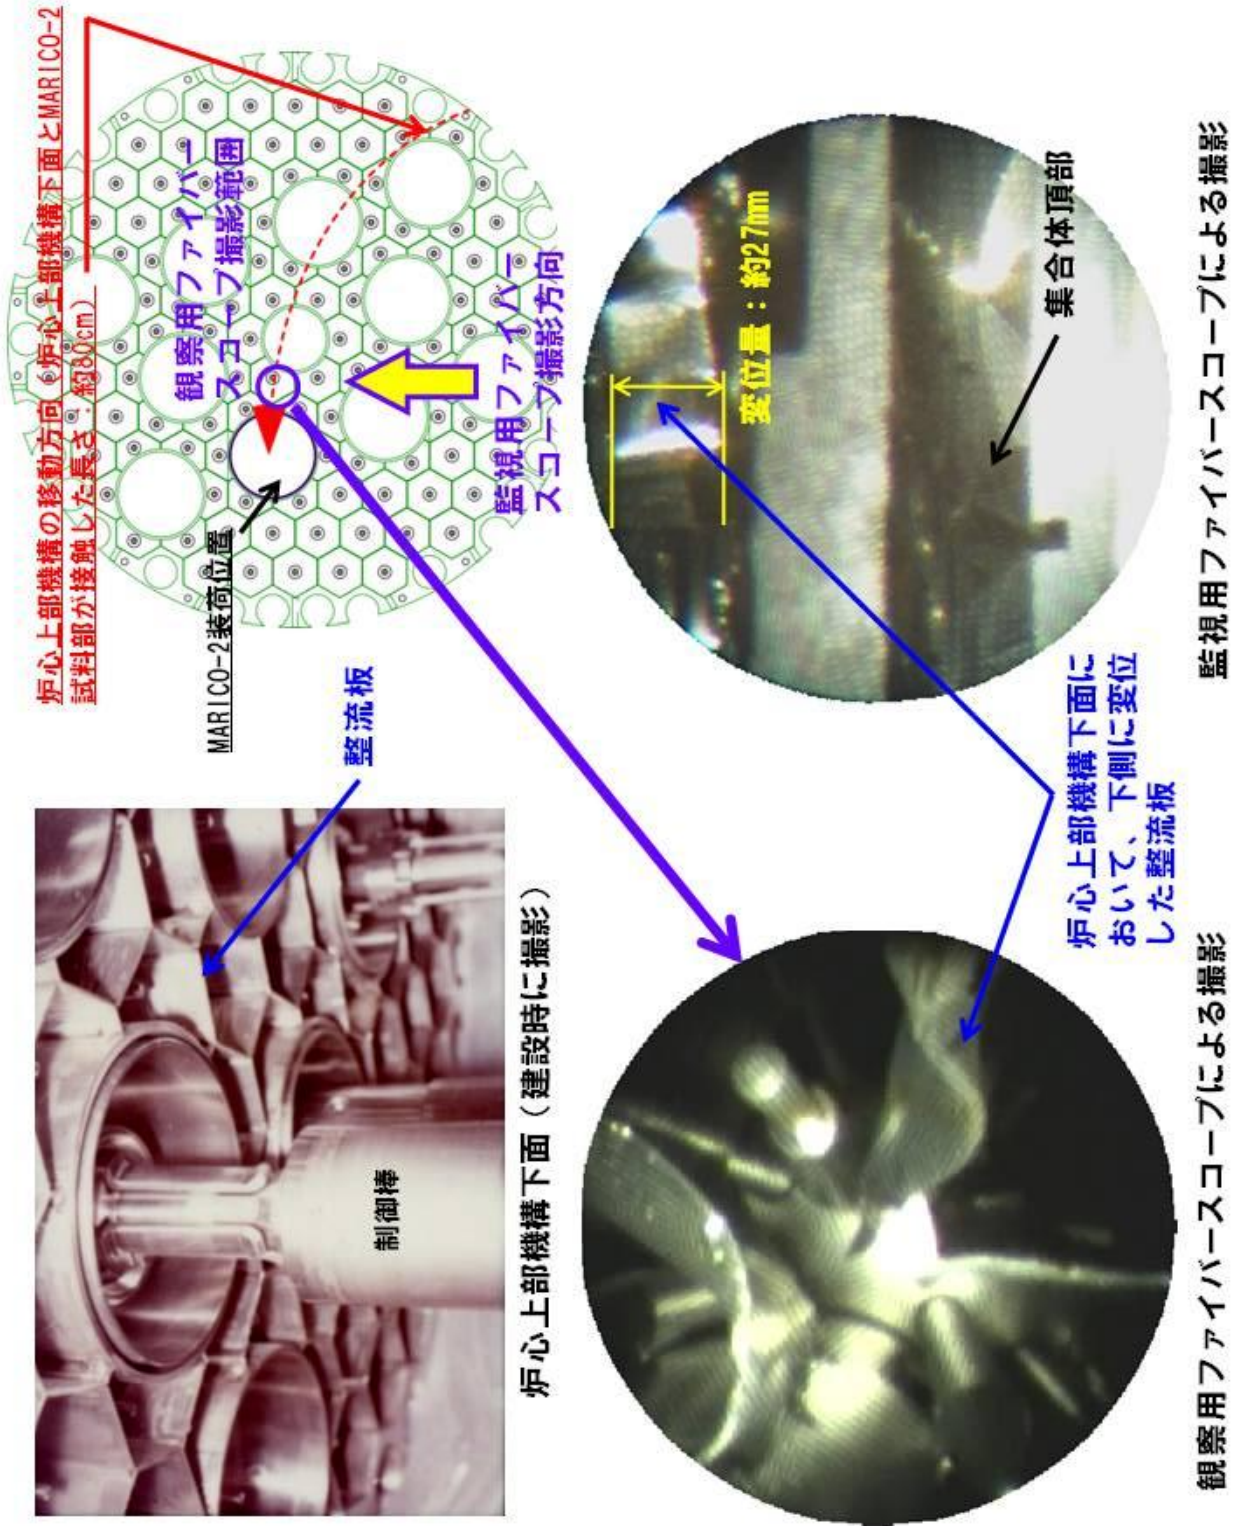 炉心上部機構の移動方向（炉心上部機構下面とMARICO-2
試料部が接触した長さ：約80cm）
MARICO-2装荷位置
観察用ファイバー
スコープ撮影範囲
監視用ファイバー
スコープ撮影方向
整流板
制御棒
炉心上部機構下面（建設時に撮影）
変位量：約27mm
集合体頂部
炉心上部機構下面に
おいて、下側に変位
した整流板
観察用ファイバースコープによる撮影
監視用ファイバースコープによる撮影